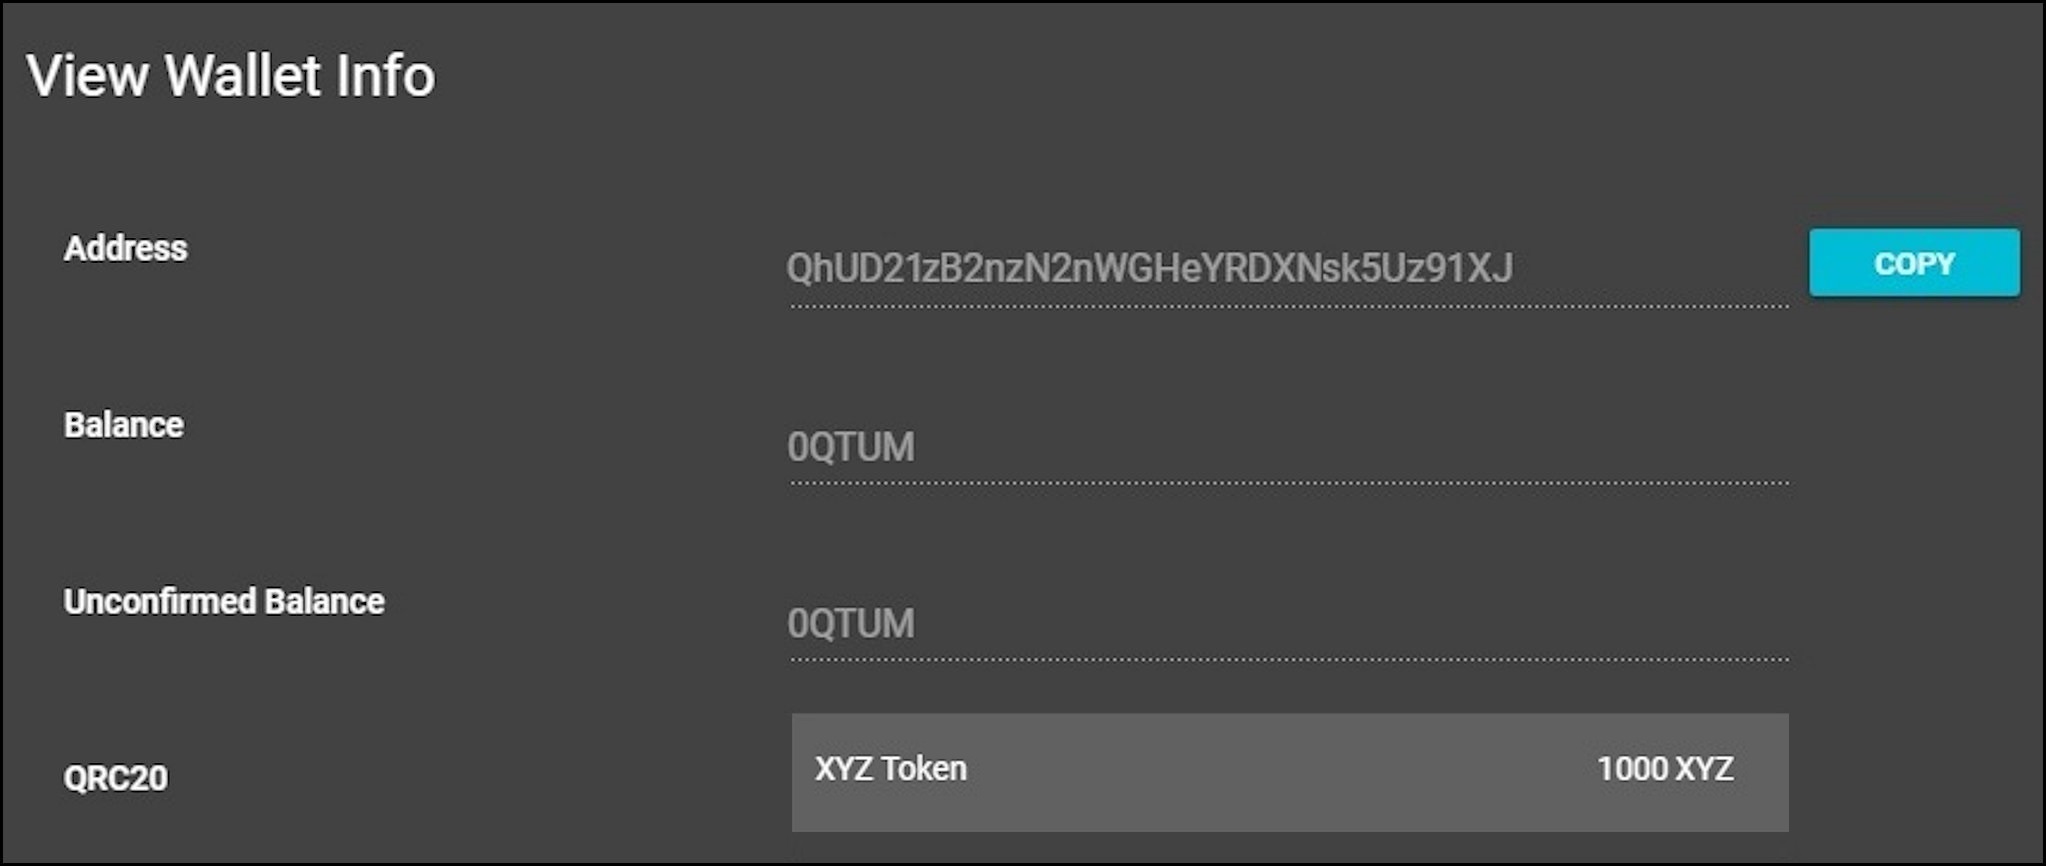 View Wallet Info
Address
QhUD21zB2nzN2nWGHeYRDXNsk5Uz91XJ
COPY
Balance
0QTUM
Unconfirmed Balance
0QTUM
QRC20
XYZ Token
1000 XYZ